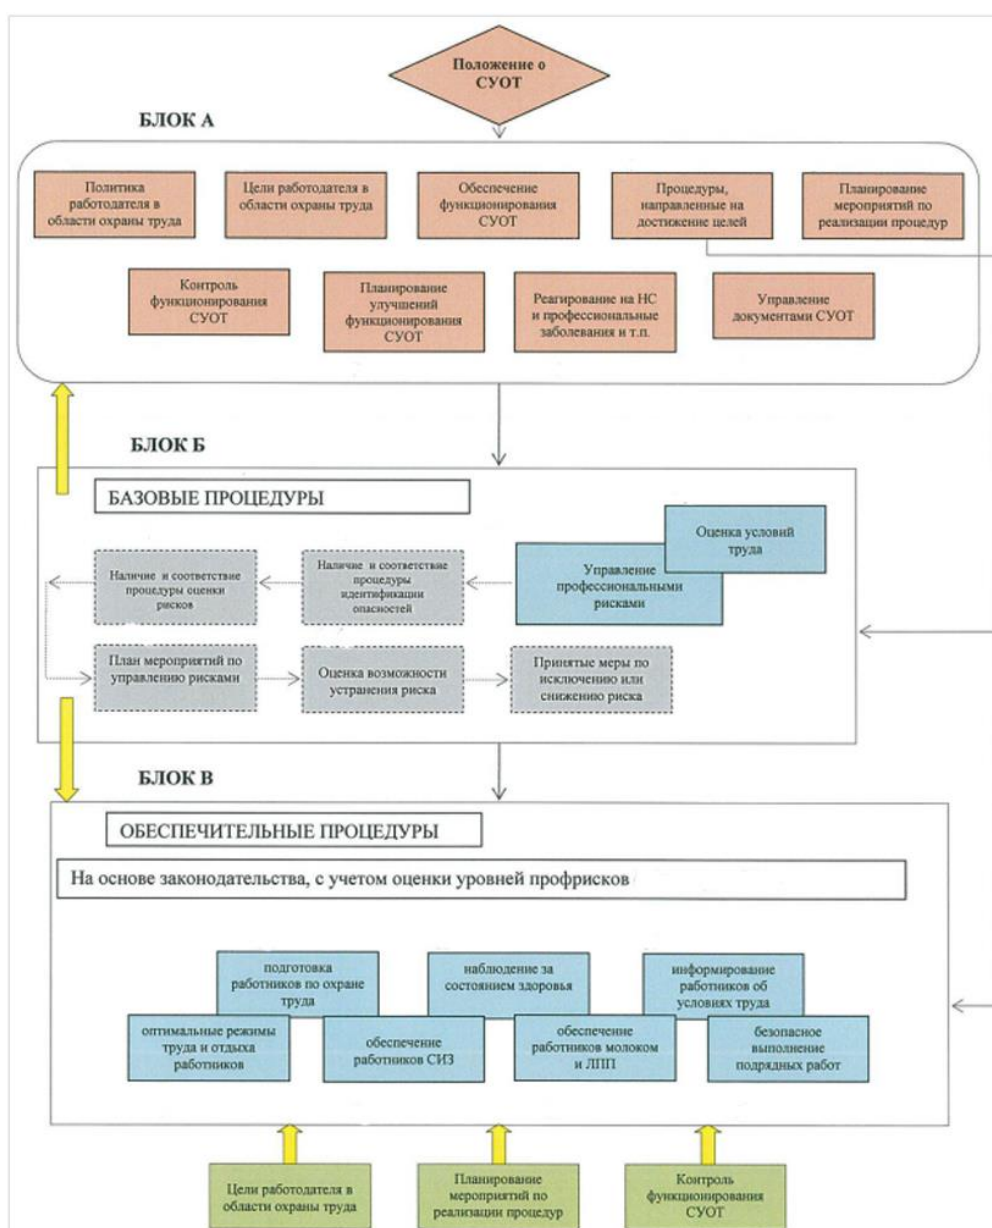 Положение о
СУОТ
БЛОК А
Политика
работодателя в
области охраны труда
Цели работодателя в
области охраны труда
Обеспечение
функционирования
СУОТ
Процедуры,
направленные на
достижение целей
Планирование
мероприятий по
реализации процедур
Контроль
функционирования
СУОТ
Планирование
улучшений
функционирования
СУОТ
Реагирование на НС
и профессиональные
заболевания и т.п.
Управление
документами СУОТ
БЛОК Б
БАЗОВЫЕ ПРОЦЕДУРЫ
Оценка условий
труда
Управление
профессиональными
рисками
Наличие и соответствие
процедуры
идентификации
опасностей
Наличие и соответствие
процедуры оценки
рисков
План мероприятий по
управлению рисками
Оценка возможности
устранения риска
Принятые меры по
исключению или
снижению риска
БЛОК В
ОБЕСПЕЧИТЕЛЬНЫЕ ПРОЦЕДУРЫ
На основе законодательства, с учетом оценки уровней профрисков
подготовка
работников по охране
труда
наблюдение за
состоянием здоровья
информирование
работников об
условиях труда
оптимальные режимы
труда и отдыха
работников
обеспечение
работников СИЗ
обеспечение
работников молоком
и ЛПП
безопасное
выполнение
подрядных работ
Цели работодателя в
области охраны труда
Планирование
мероприятий по
реализации процедур
Контроль
функционирования
СУОТ